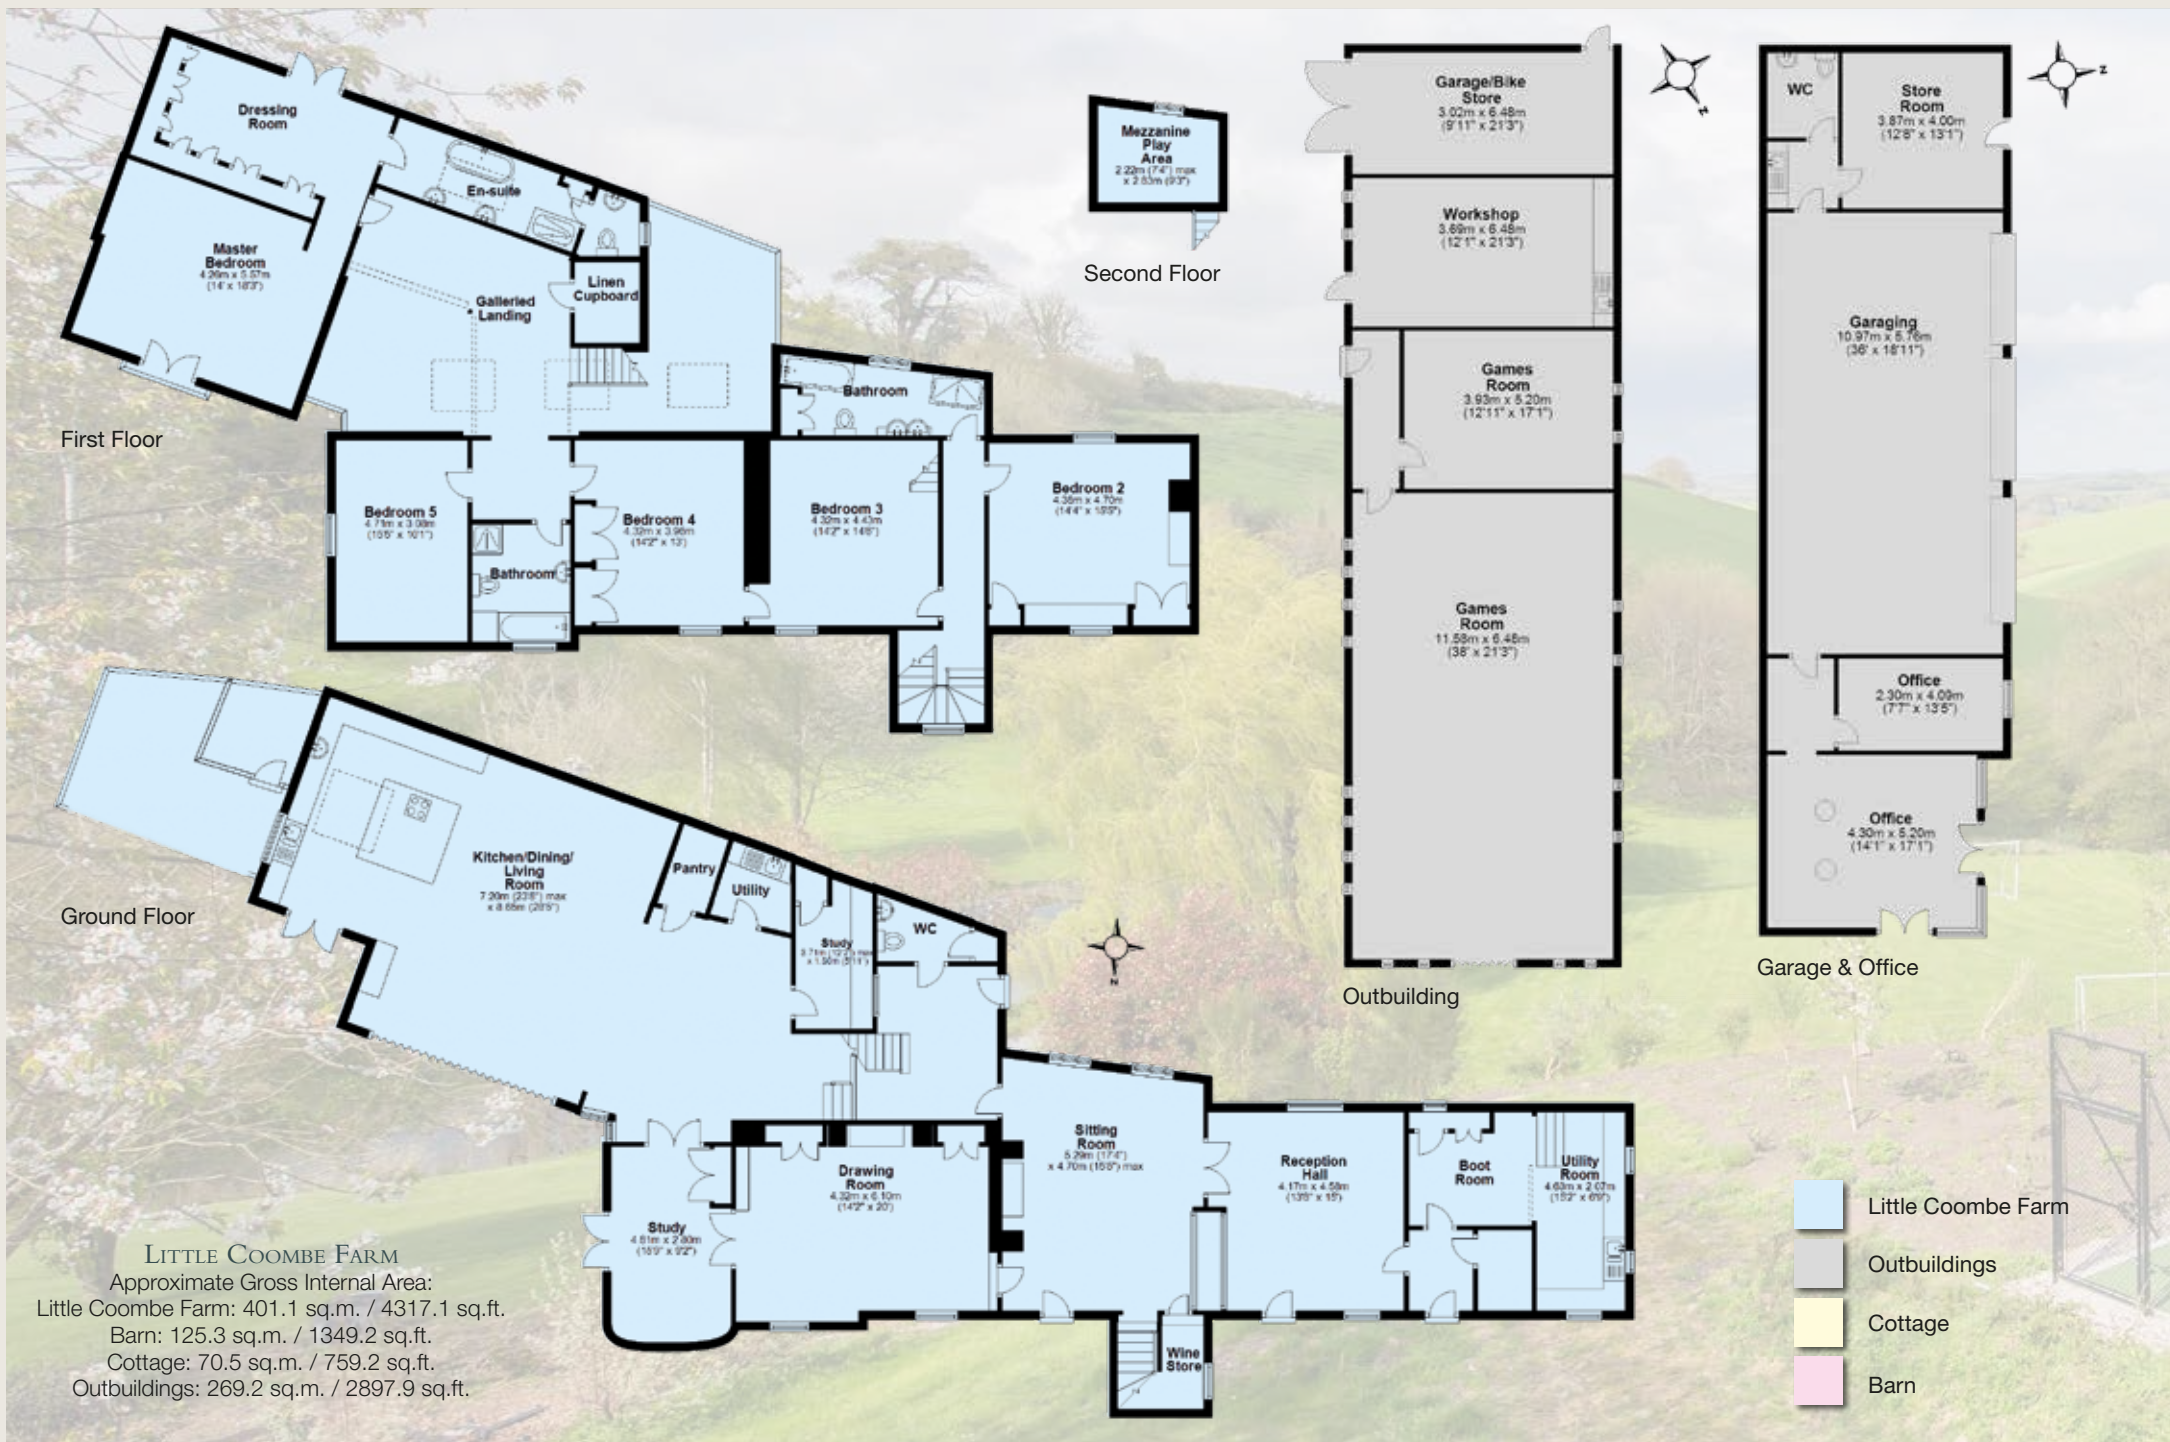 Dressing
Room
En-suite
Master
Bedroom
4.26m x 5.57m
(14' x 18'3")
Galleried
Landing
Linen
Cupboard
Bathroom
First Floor
Bedroom 5
4.71m x 3.08m
(15'5" x 10'1")
Bathroom
Bedroom 4
4.32m x 3.96m
(14'2" x 13')
Bedroom 3
4.32m x 4.43m
(14'2" x 14'6")
Bedroom 2
4.36m x 4.70m
(14'4" x 15'5")
Mezzanine
Play
Area
2.22m (7'4") max
x 2.83m (9'3")
Second Floor
Garage/Bike
Store
3.02m x 6.48m
(9'11" x 21'3")
Workshop
3.69m x 6.48m
(12'1" x 21'3")
Games
Room
3.93m x 5.20m
(12'11" x 17'1")
Games
Room
11.58m x 6.48m
(38' x 21'3")
Outbuilding
Z
Z
WC
Store
Room
3.87m x 4.00m
(12'8" x 13'1")
Garaging
10.97m x 5.76m
(36' x 18'11")
Office
2.30m x 4.09m
(7'7" x 13'5")
Office
4.30m x 5.20m
(14'1" x 17'1")
Garage & Office
Kitchen/Dining/
Living
Room
7.20m (23'8") max
x 8.65m (28'5")
Pantry
Utility
Study
3.71m (12'2") max
x 1.80m (5'11")
WC
Ground Floor
N
Sitting
Room
5.29m (17'4")
x 4.70m (15'5") max
Drawing
Room
4.32m x 6.10m
(14'2" x 20')
Study
4.81m x 2.80m
(15'9" x 9'2")
Reception
Hall
4.17m x 4.58m
(13'8" x 15')
Boot
Room
Utility
Room
4.63m x 2.07m
(15'2" x 6'9")
Wine
Store
LITTLE COOMBE FARM
Approximate Gross Internal Area:
Little Coombe Farm: 401.1 sq.m. / 4317.1 sq.ft.
Barn: 125.3 sq.m. / 1349.2 sq.ft.
Cottage: 70.5 sq.m. / 759.2 sq.ft.
Outbuildings: 269.2 sq.m. / 2897.9 sq.ft.
Little Coombe Farm
Outbuildings
Cottage
Barn